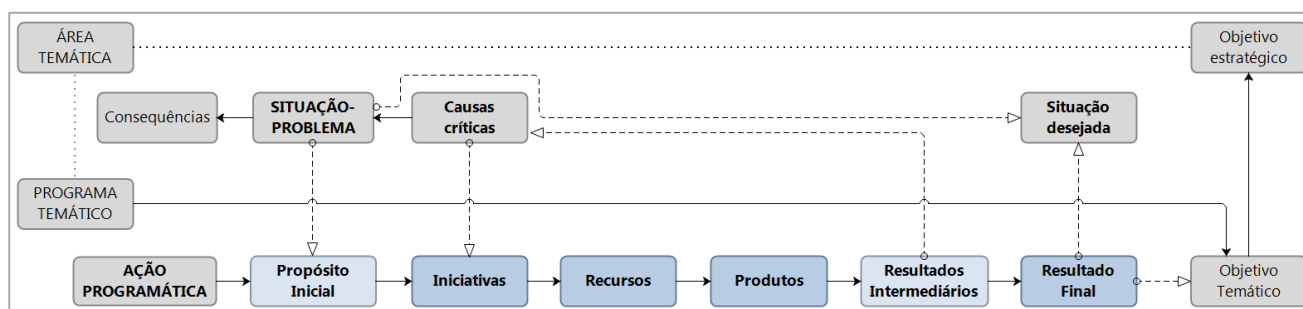 ÁREA
TEMÁTICA
Objetivo
estratégico
Consequências
SITUAÇÃO-
PROBLEMA
Causas
críticas
Situação
desejada
PROGRAMA
TEMÁTICO
AÇÃO
PROGRAMÁTICA
Propósito
Inicial
Iniciativas
Recursos
Produtos
Resultados
Intermediários
Resultado
Final
Objetivo
Temático